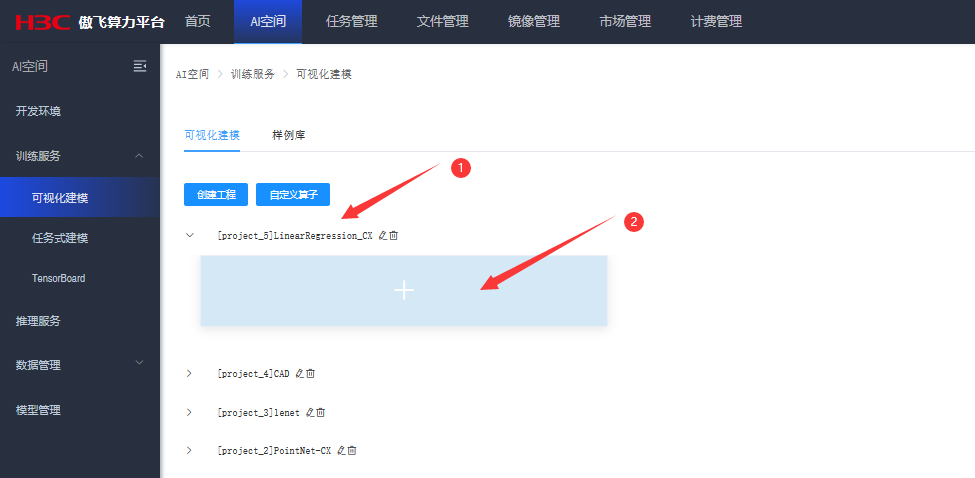 H3C 傲飞算力平台 首页 AI空间 任务管理 文件管理 镜像管理 市场管理 计费管理
AI空间
开发环境
训练服务
可视化建模
任务式建模
TensorBoard
推理服务
数据管理
模型管理
AI空间 > 训练服务 > 可视化建模
可视化建模 样例库
1
创建工程 自定义算子
2
[project_5]LinearRegression_CX
[project_4]CAD
[project_3]lenet
[project_2]PointNet-CX